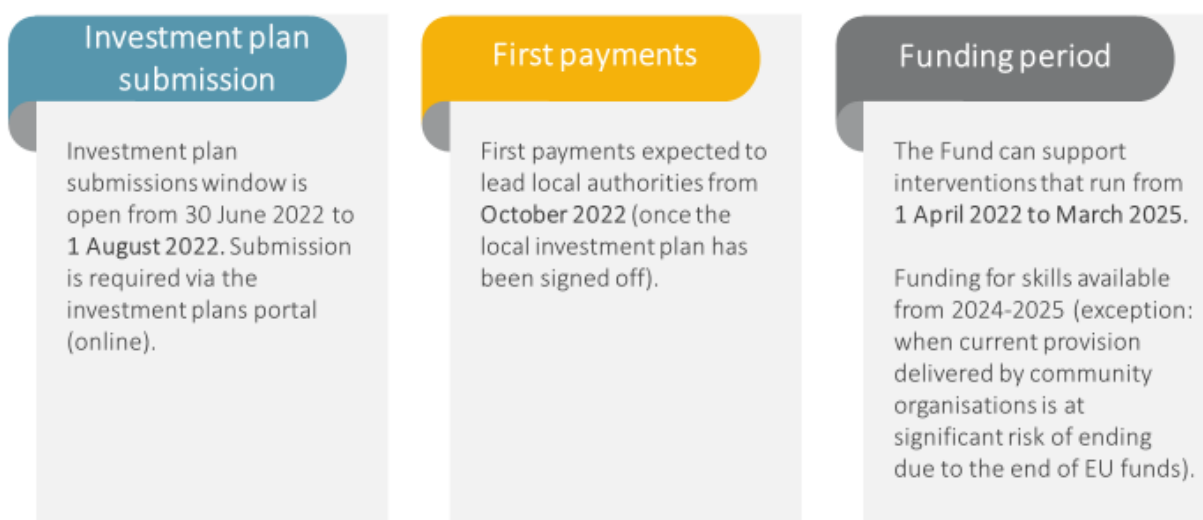 Investment plan
submission
Investment plan
submissions window is
open from 30 June 2022 to
1 August 2022. Submission
is required via the
investment plans portal
(online).
First payments
First payments expected to
lead local authorities from
October 2022 (once the
local investment plan has
been signed off).
Funding period
The Fund can support
interventions that run from
1 April 2022 to March 2025.
Funding for skills available
from 2024-2025 (exception:
when current provision
delivered by community
organisations is at
significant risk of ending
due to the end of EU funds).